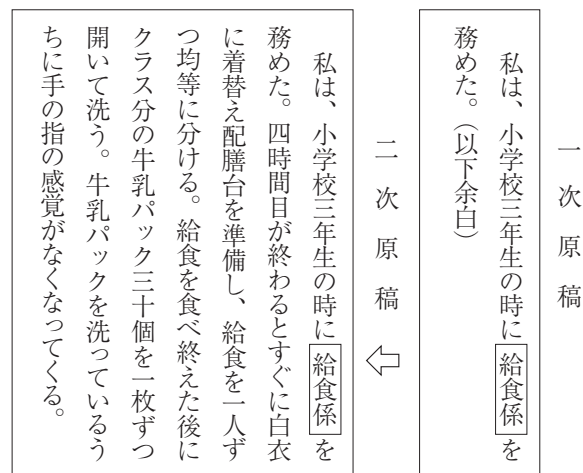 一次原稿
私は、小学校三年生の時に給食係を
務めた。(以下余白)
二次原稿
私は、小学校三年生の時に給食係を
務めた。四時間目が終わるとすぐに白衣
に着替え配膳台を準備し、給食を一人ず
つ均等に分ける。給食を食べ終えた後に
クラス分の牛乳パック三十個を一枚ずつ
開いて洗う。牛乳パックを洗っているう
ちに手の指の感覚がなくなってくる。